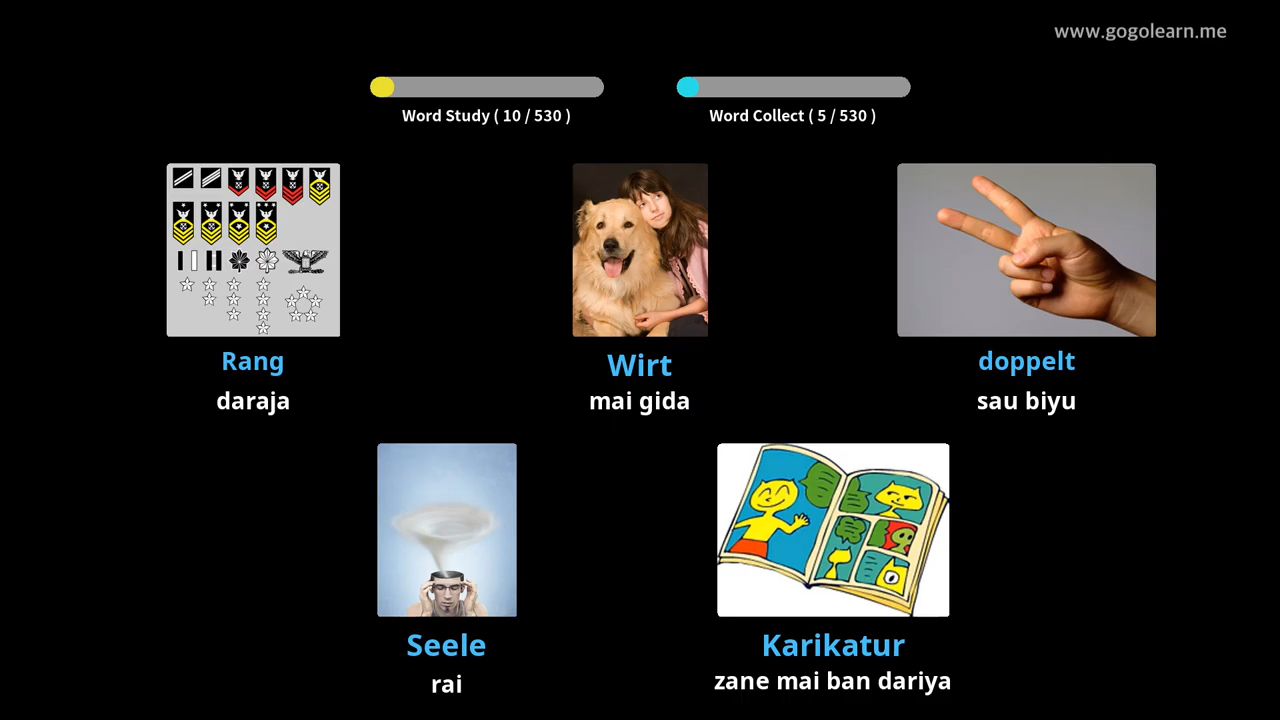 www.gogolearn.me
Word Study ( 10 / 530 )
Word Collect ( 5 / 530 )
Rang
Wirt
doppelt
daraja
mai gida
sau biyu
Seele
Karikatur
rai
zane mai ban dariya